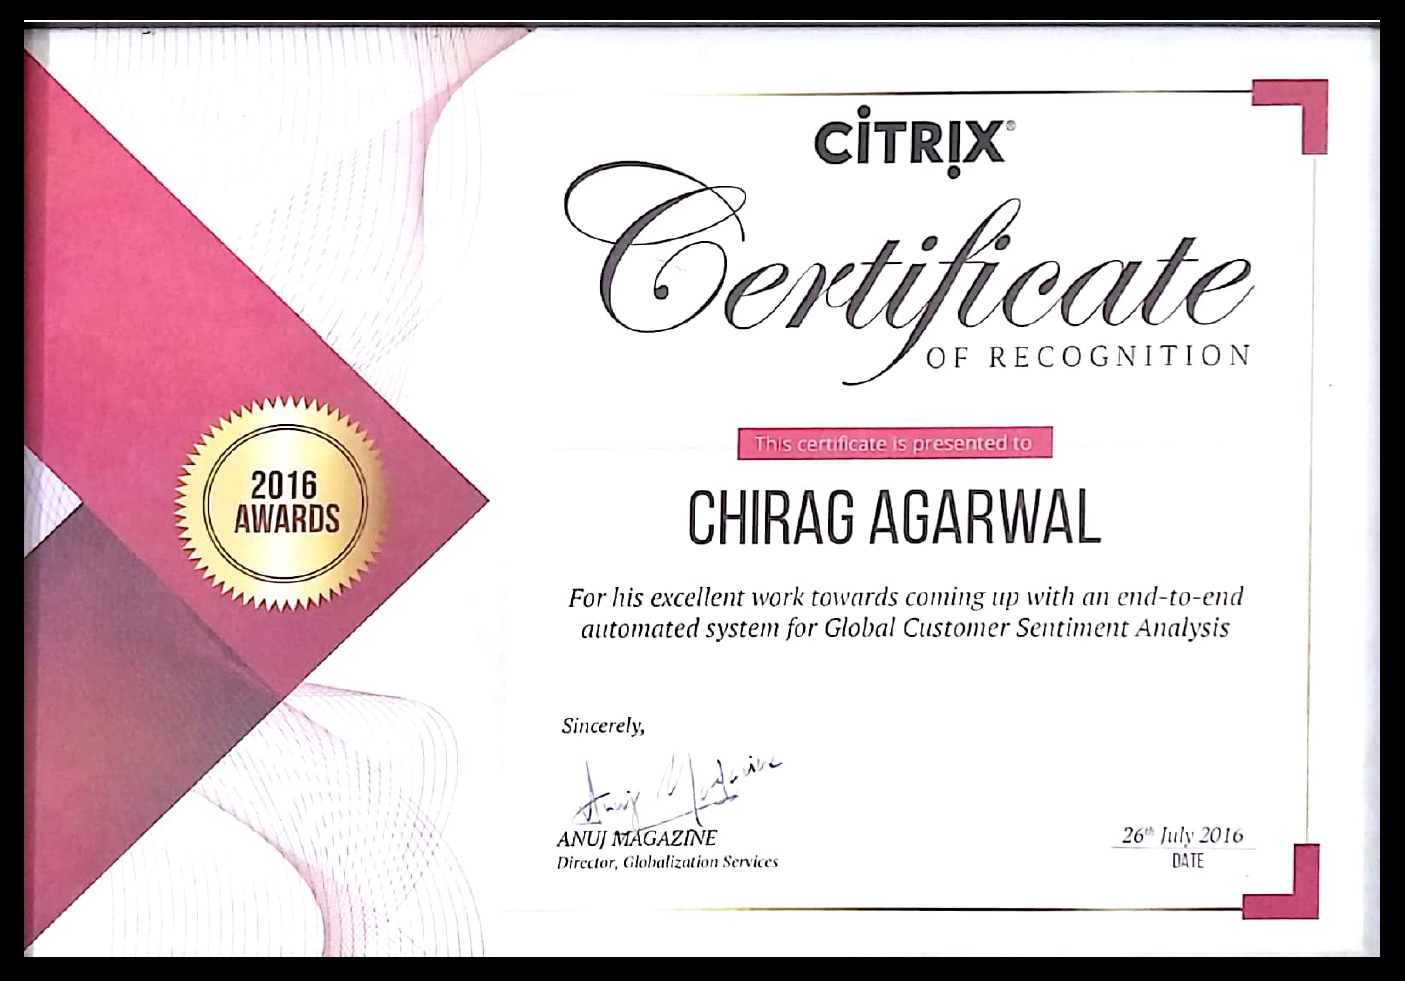 CITRIX®
Certificate
OF RECOGNITION
This certificate is presented to
CHIRAG AGARWAL
2016
AWARDS
For his excellent work towards coming up with an end-to-end
automated system for Global Customer Sentiment Analysis
Sincerely,
Anuj Magazine
ANUJ MAGAZINE
Director, Globalization Services
26th July 2016
DATE